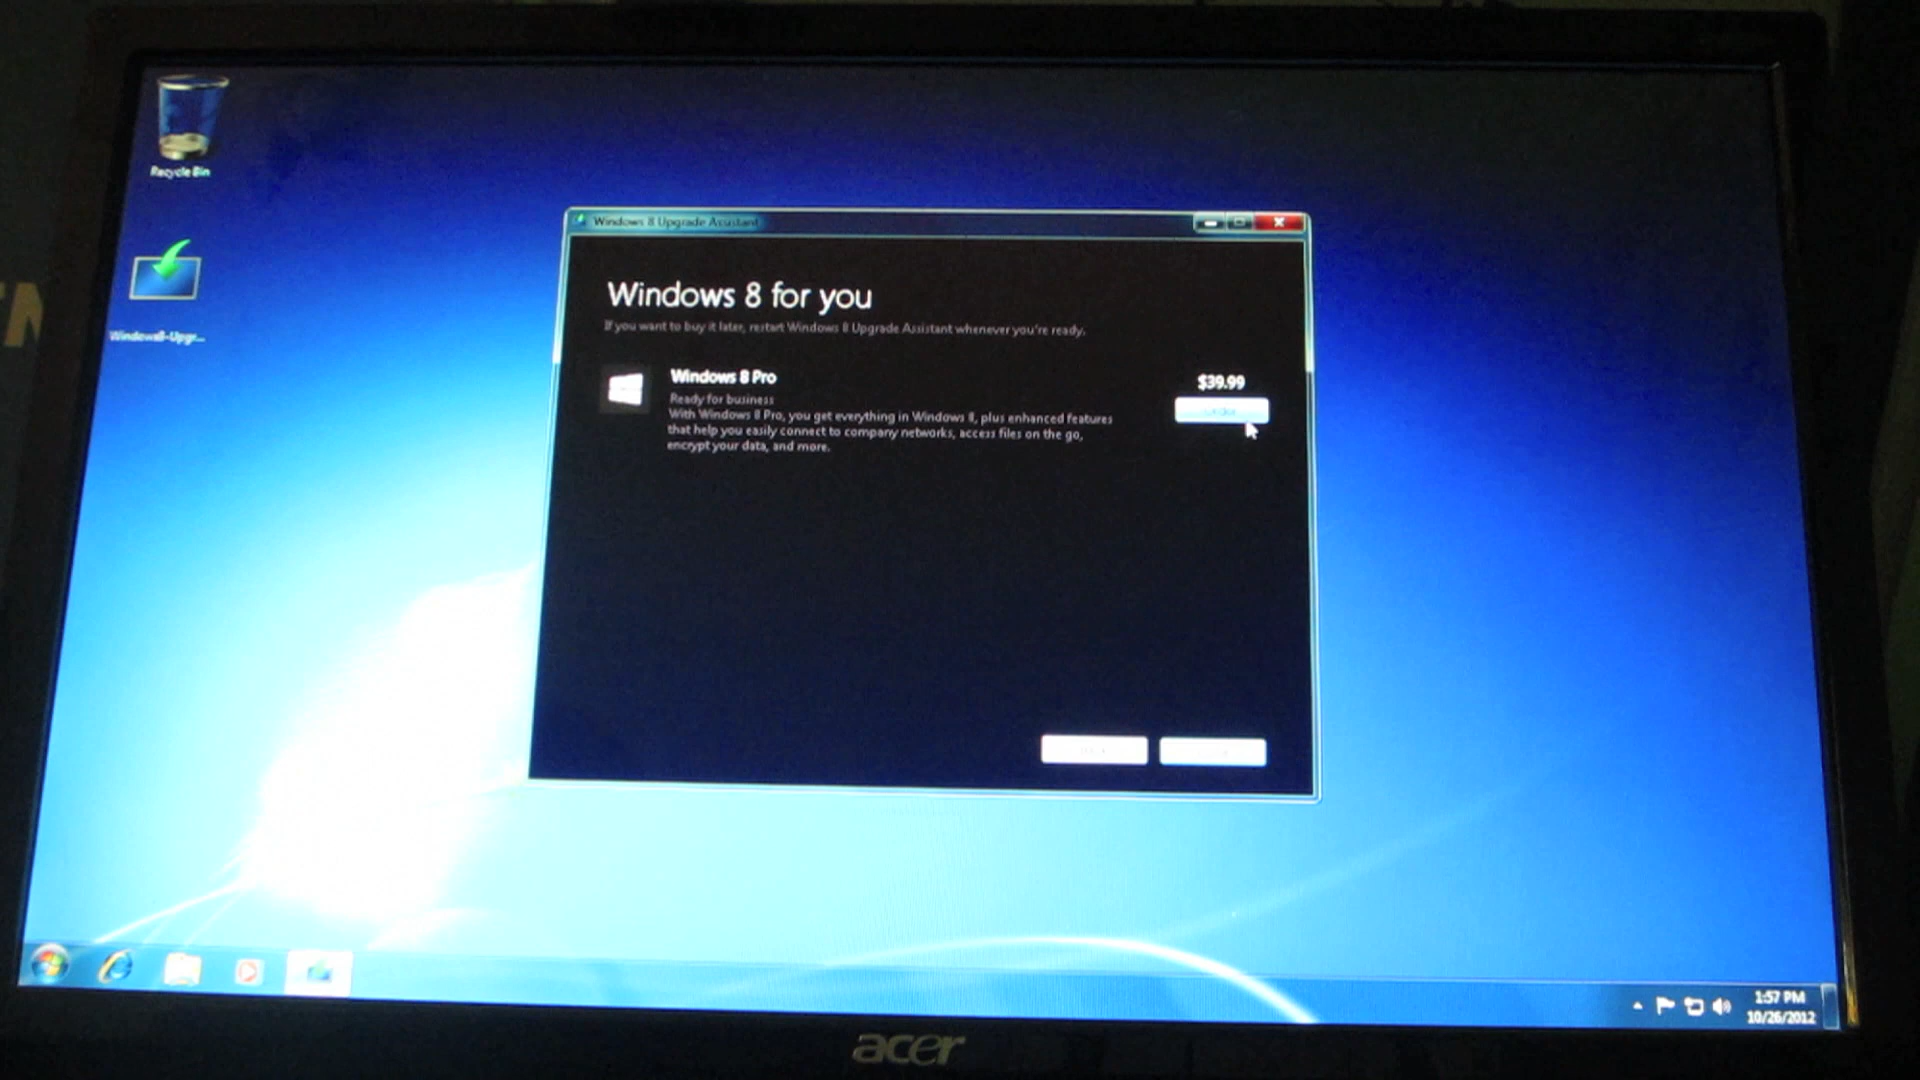 Recycle Bin
Windows8-Upgr...
Windows 8 Upgrade Assistant
Windows 8 for you
If you want to buy it later, restart Windows 8 Upgrade Assistant whenever you're ready.
Windows 8 Pro
$39.99
Ready for business
Order
With Windows 8 Pro, you get everything in Windows 8, plus enhanced features
that help you easily connect to company networks, access files on the go,
encrypt your data, and more.
1:57 PM
10/26/2012
acer